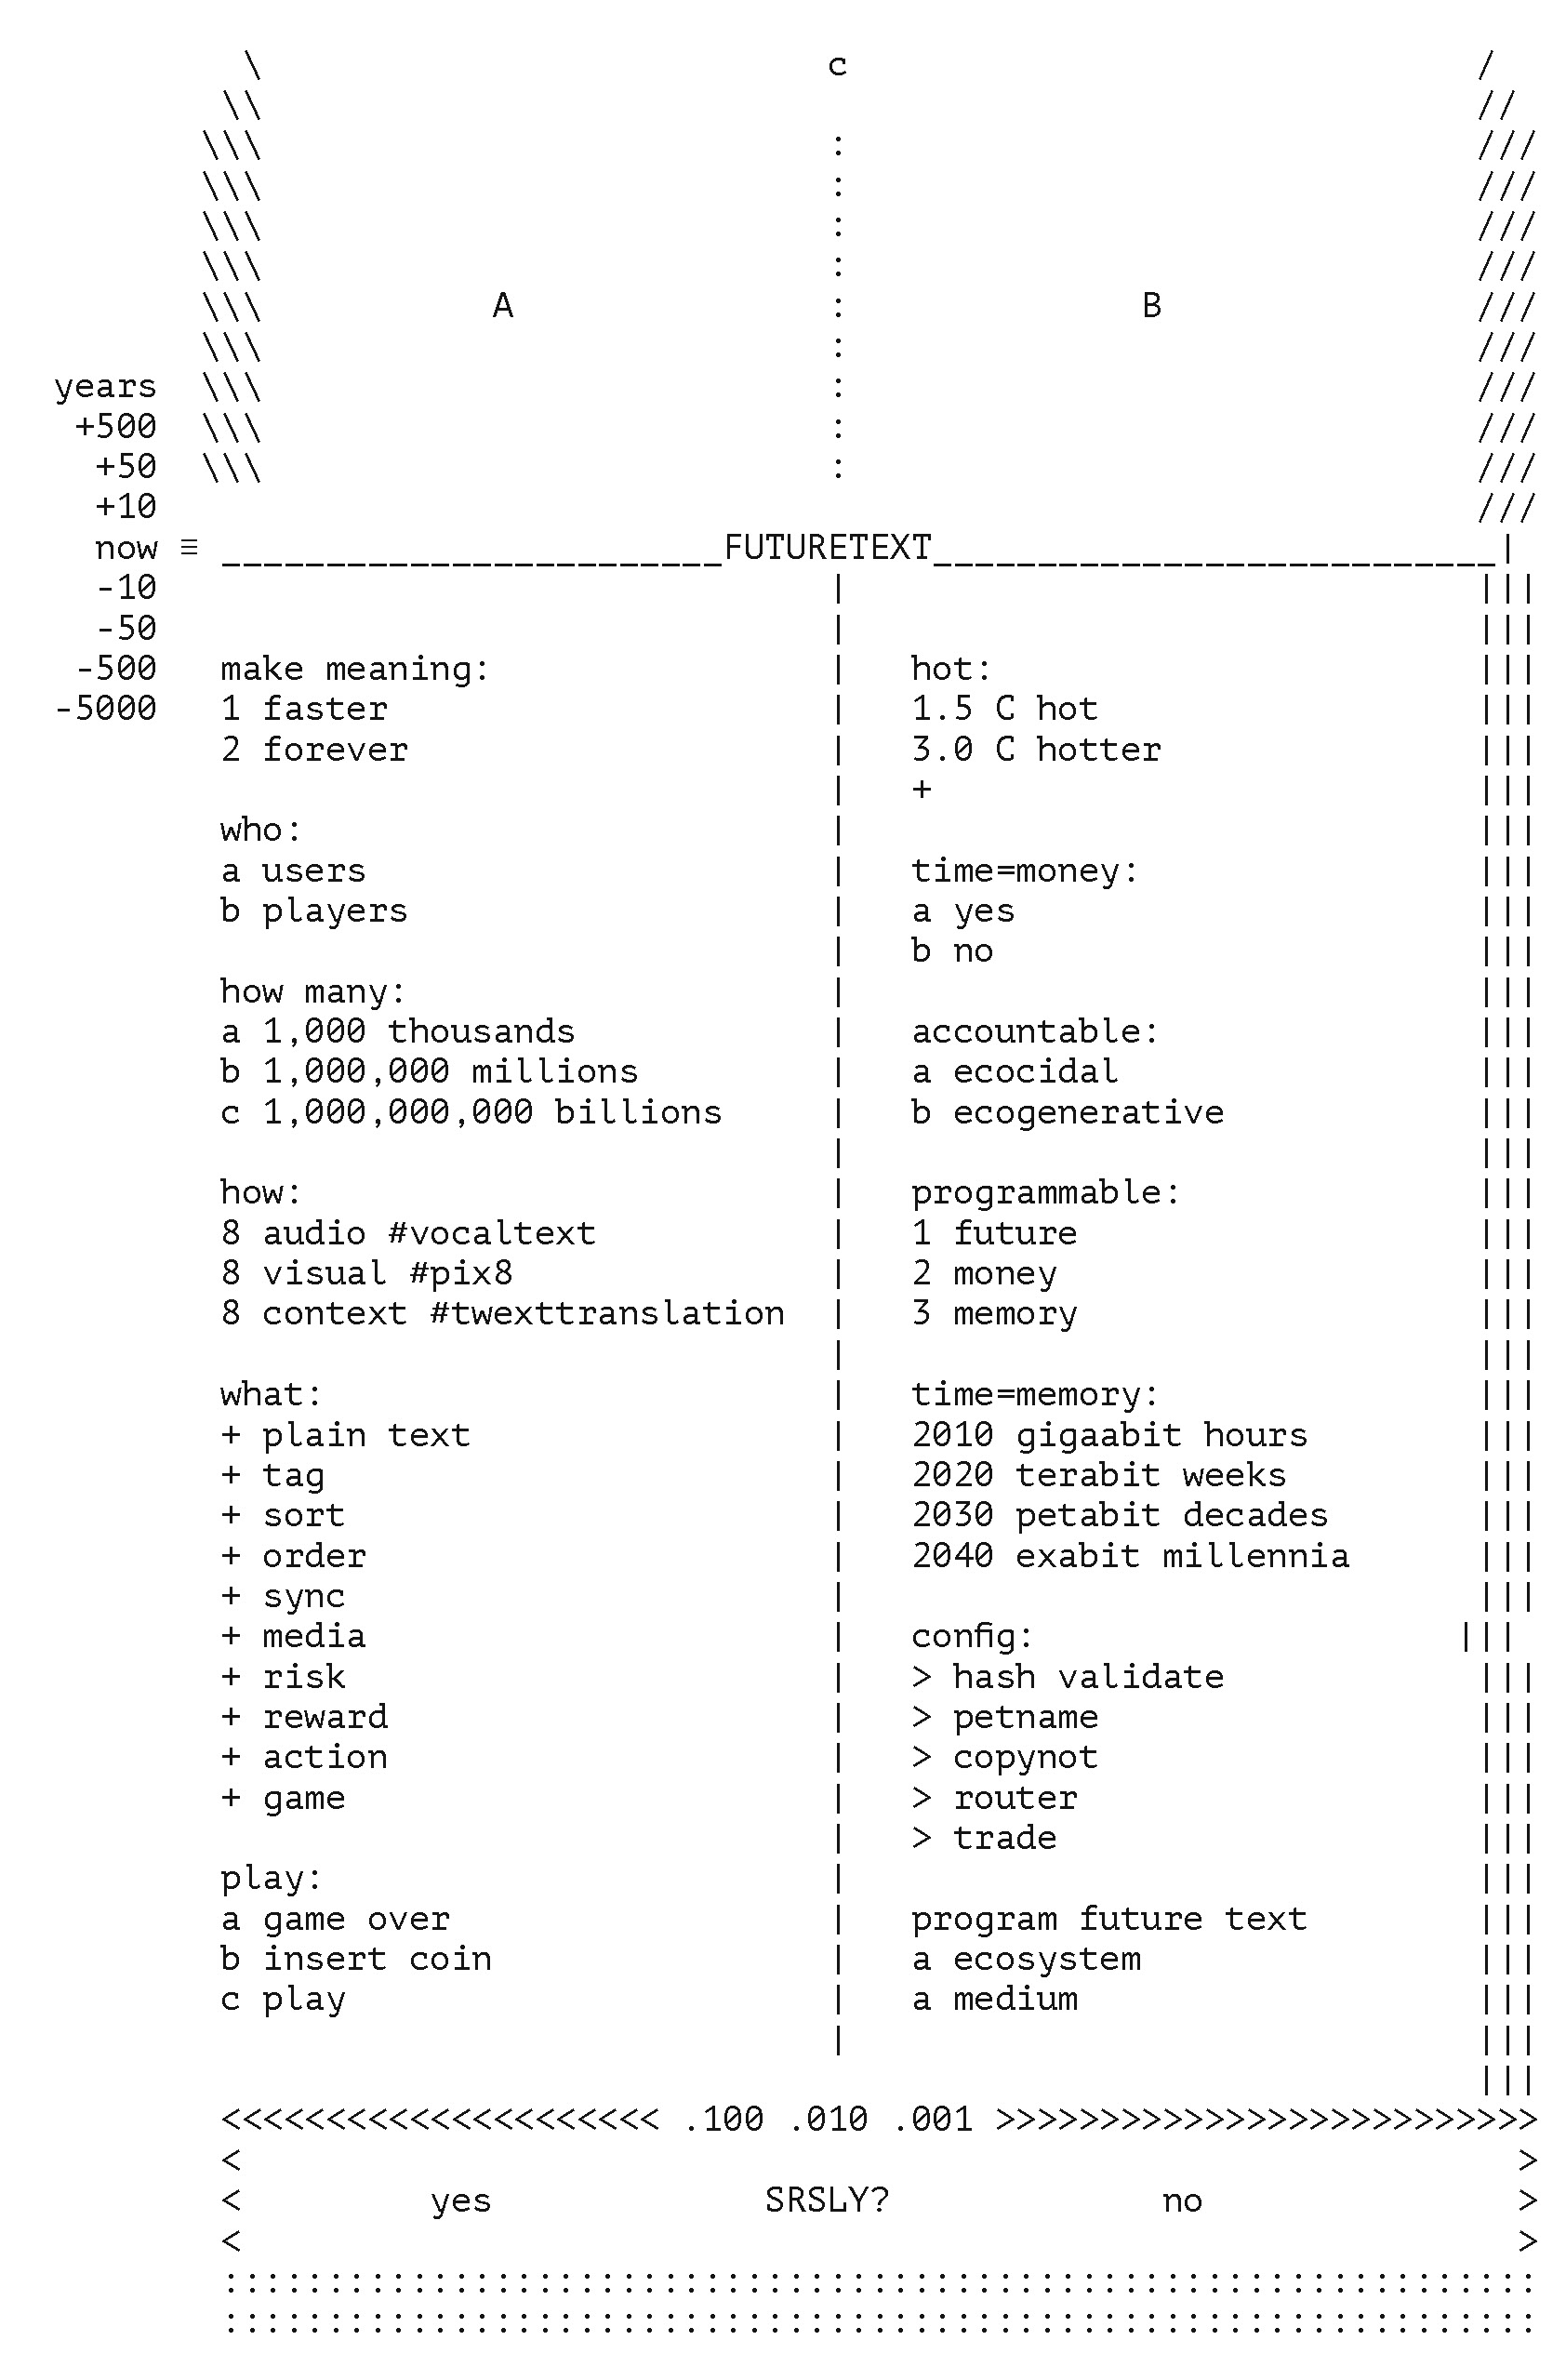 \                           c                              /
\\                                                         //
\\\                           :                              ///
\\\                           :                              ///
\\\                           :                              ///
\\\                           :                              ///
\\\           A               :              B               ///
\\\                           :                              ///
years \\\                           :                              ///
+500 \\\                           :                              ///
+50 \\\                           :                              ///
+10                                                              ///
now ≡ ________________________FUTURETEXT___________________________|
-10 | |||
-50 | |||
-500 make meaning: | hot: |||
-5000 1 faster | 1.5 C hot |||
2 forever | 3.0 C hotter |||
| + |||
who: | |||
a users | time=money: |||
b players | a yes |||
| b no |||
how many: | |||
a 1,000 thousands | accountable: |||
b 1,000,000 millions | a ecocidal |||
c 1,000,000,000 billions | b ecogenerative |||
| |||
how: | programmable: |||
8 audio #vocaltext | 1 future |||
8 visual #pix8 | 2 money |||
8 context #twexttranslation | 3 memory |||
| |||
what: | time=memory: |||
+ plain text | 2010 gigaabit hours |||
+ tag | 2020 terabit weeks |||
+ sort | 2030 petabit decades |||
+ order | 2040 exabit millennia |||
+ sync | |||
+ media | config: |||
+ risk | > hash validate |||
+ reward | > petname |||
+ action | > copynot |||
+ game | > router |||
| > trade |||
play: | |||
a game over | program future text |||
b insert coin | a ecosystem |||
c play | a medium |||
| |||
|||
<<<<<<<<<<<<<<<<<<<<< .100 .010 .001 >>>>>>>>>>>>>>>>>>>>>>>>>>
< >
< yes SRSLY? no >
< >
:::::::::::::::::::::::::::::::::::::::::::::::::::::::::::::::
:::::::::::::::::::::::::::::::::::::::::::::::::::::::::::::::